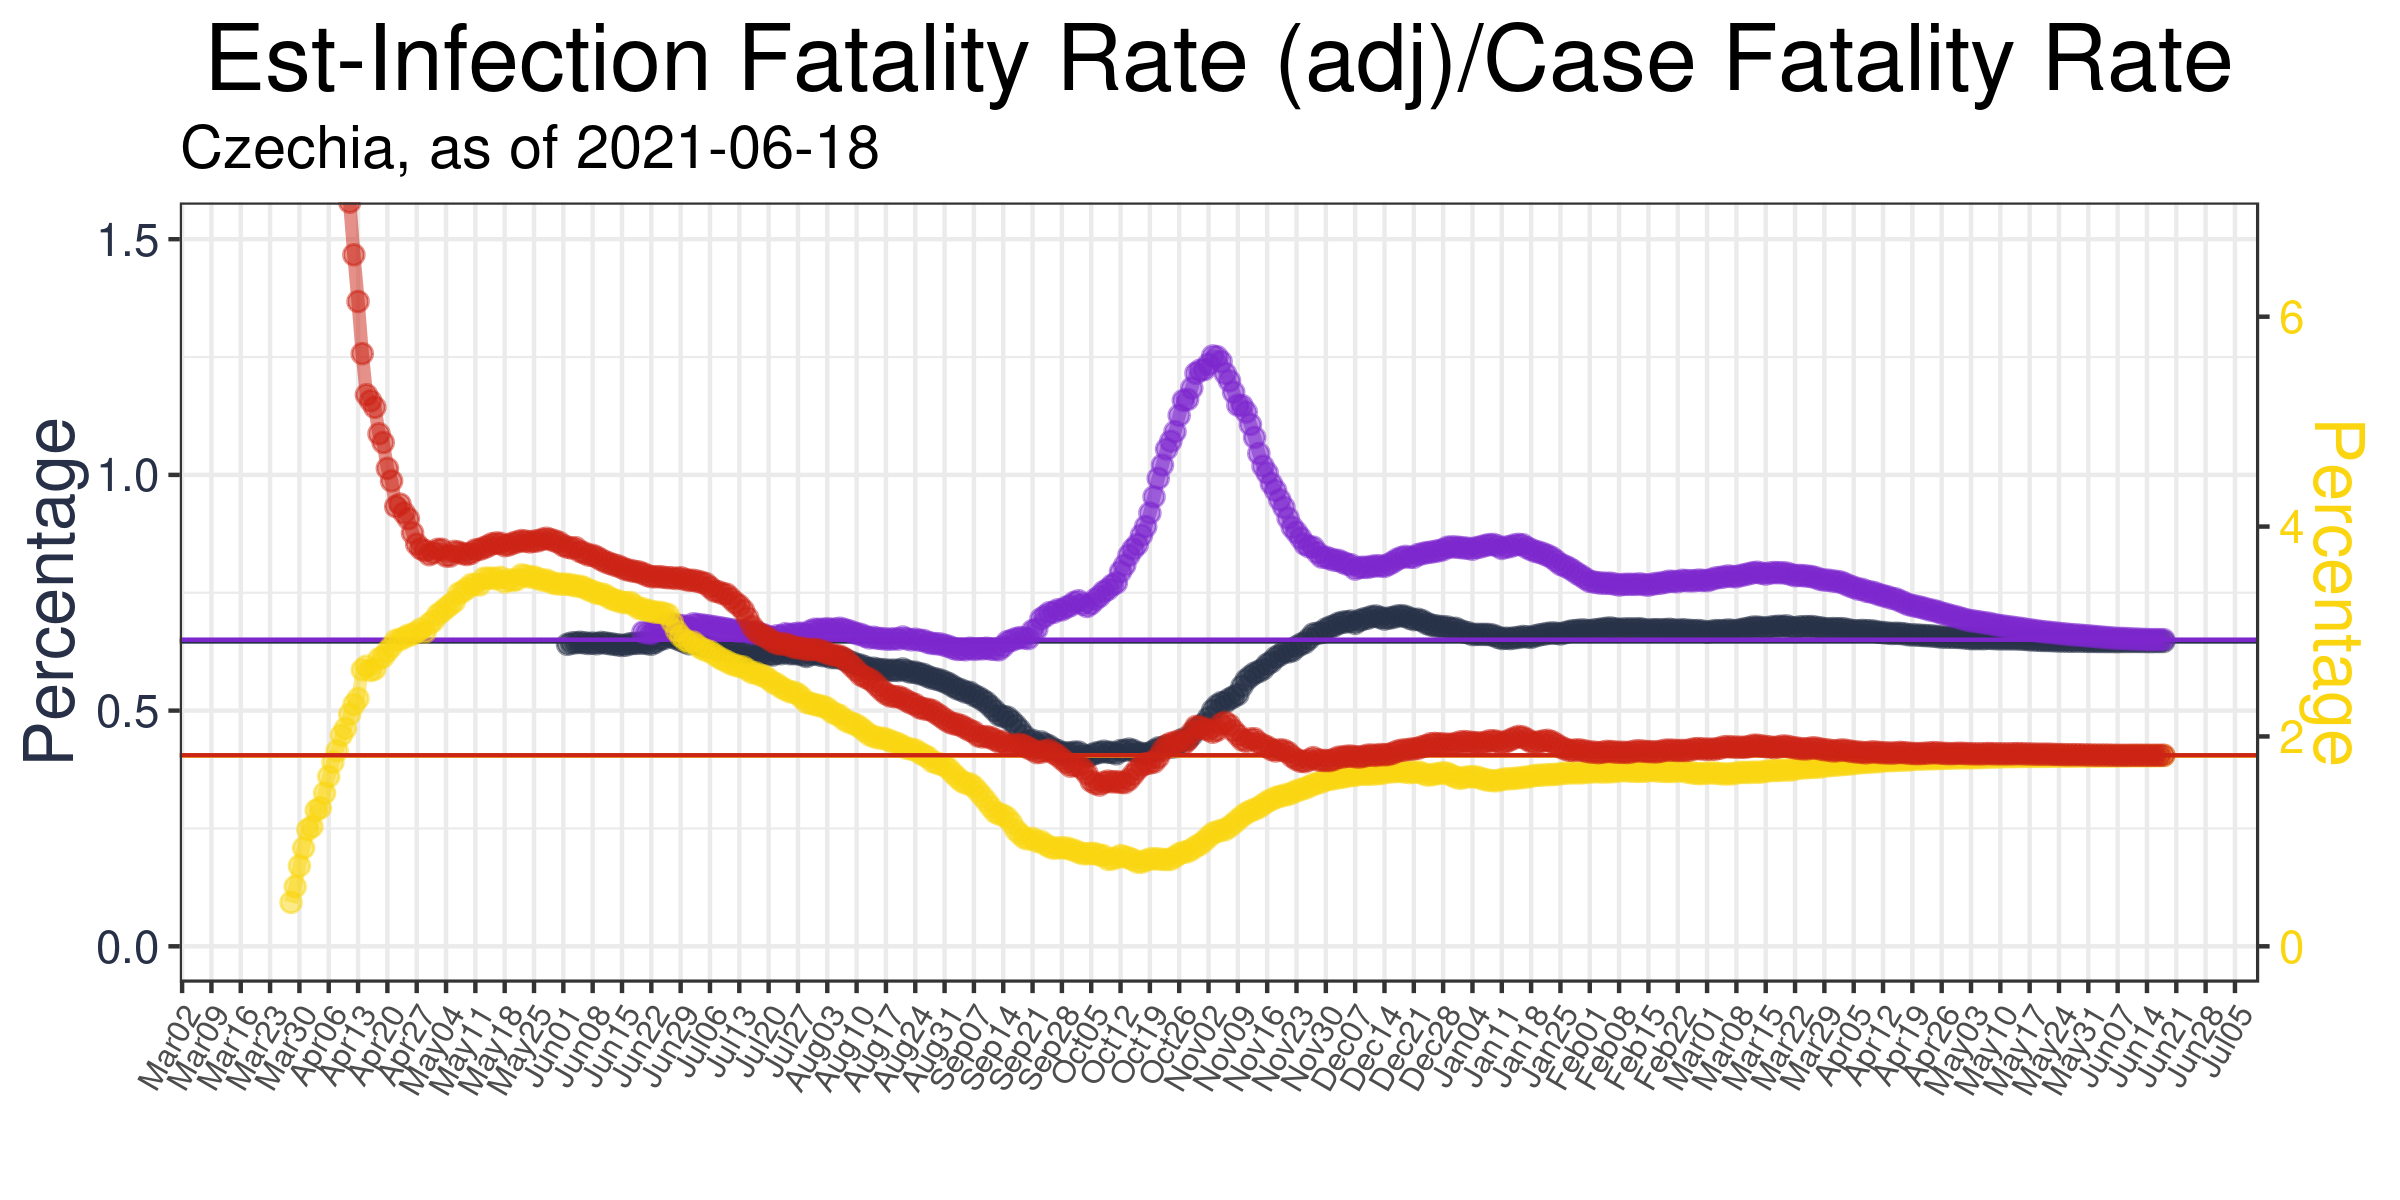 Est-Infection Fatality Rate (adj)/Case Fatality Rate
Czechia, as of 2021-06-18
Percentage
1.5
1.0
0.5
0.0
6
4
2
0
Percentage
Mar02
Mar09
Mar16
Mar23
Mar30
Apr06
Apr13
Apr20
Apr27
May04
May11
May18
May25
Jun01
Jun08
Jun15
Jun22
Jun29
Jul06
Jul13
Jul20
Jul27
Aug03
Aug10
Aug17
Aug24
Aug31
Sep07
Sep14
Sep21
Sep28
Oct05
Oct12
Oct19
Oct26
Nov02
Nov09
Nov16
Nov23
Nov30
Dec07
Dec14
Dec21
Dec28
Jan04
Jan11
Jan18
Jan25
Feb01
Feb08
Feb15
Feb22
Mar01
Mar08
Mar15
Mar22
Mar29
Apr05
Apr12
Apr19
Apr26
May03
May10
May17
May24
May31
Jun07
Jun14
Jun21
Jun28
Jul05